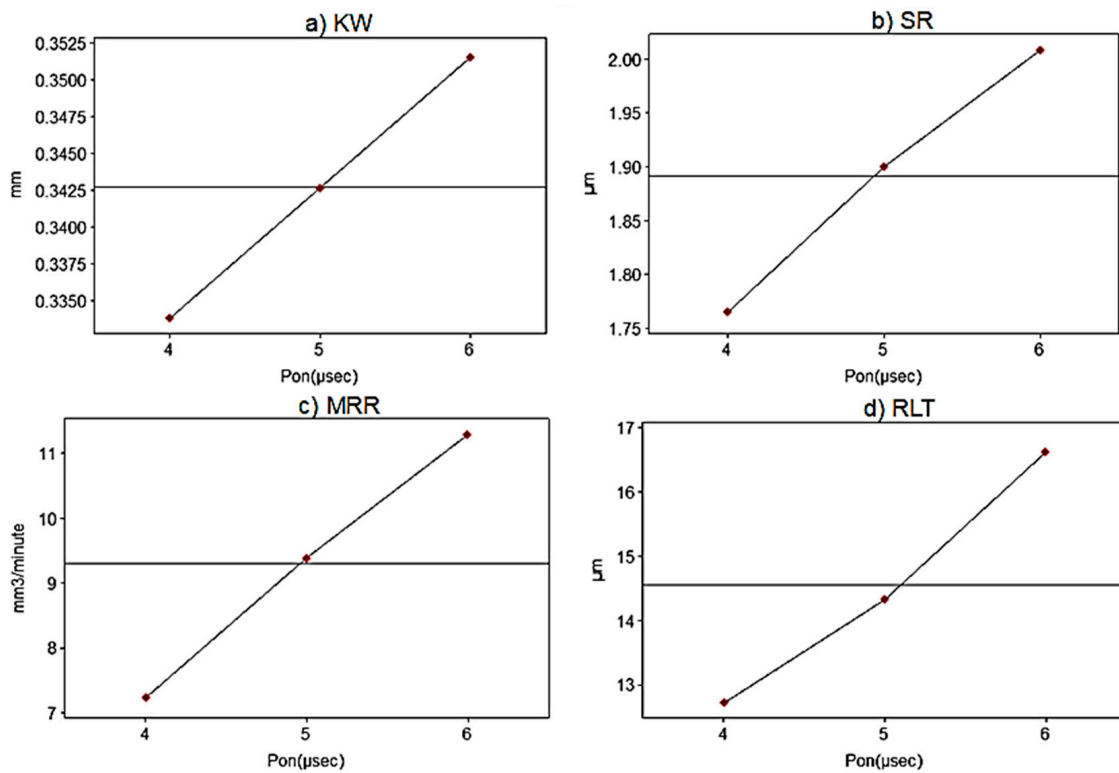 a) KW
0.3525
0.3500
0.3475
0.3450
0.3425
0.3400
0.3375
0.3350
mm
4 5 6
Pon(µsec)
b) SR
2.00
1.95
1.90
1.85
1.80
1.75
µm
4 5 6
Pon(µsec)
c) MRR
11
10
9
8
7
mm3/minute
4 5 6
Pon(µsec)
d) RLT
17
16
15
14
13
µm
4 5 6
Pon(µsec)